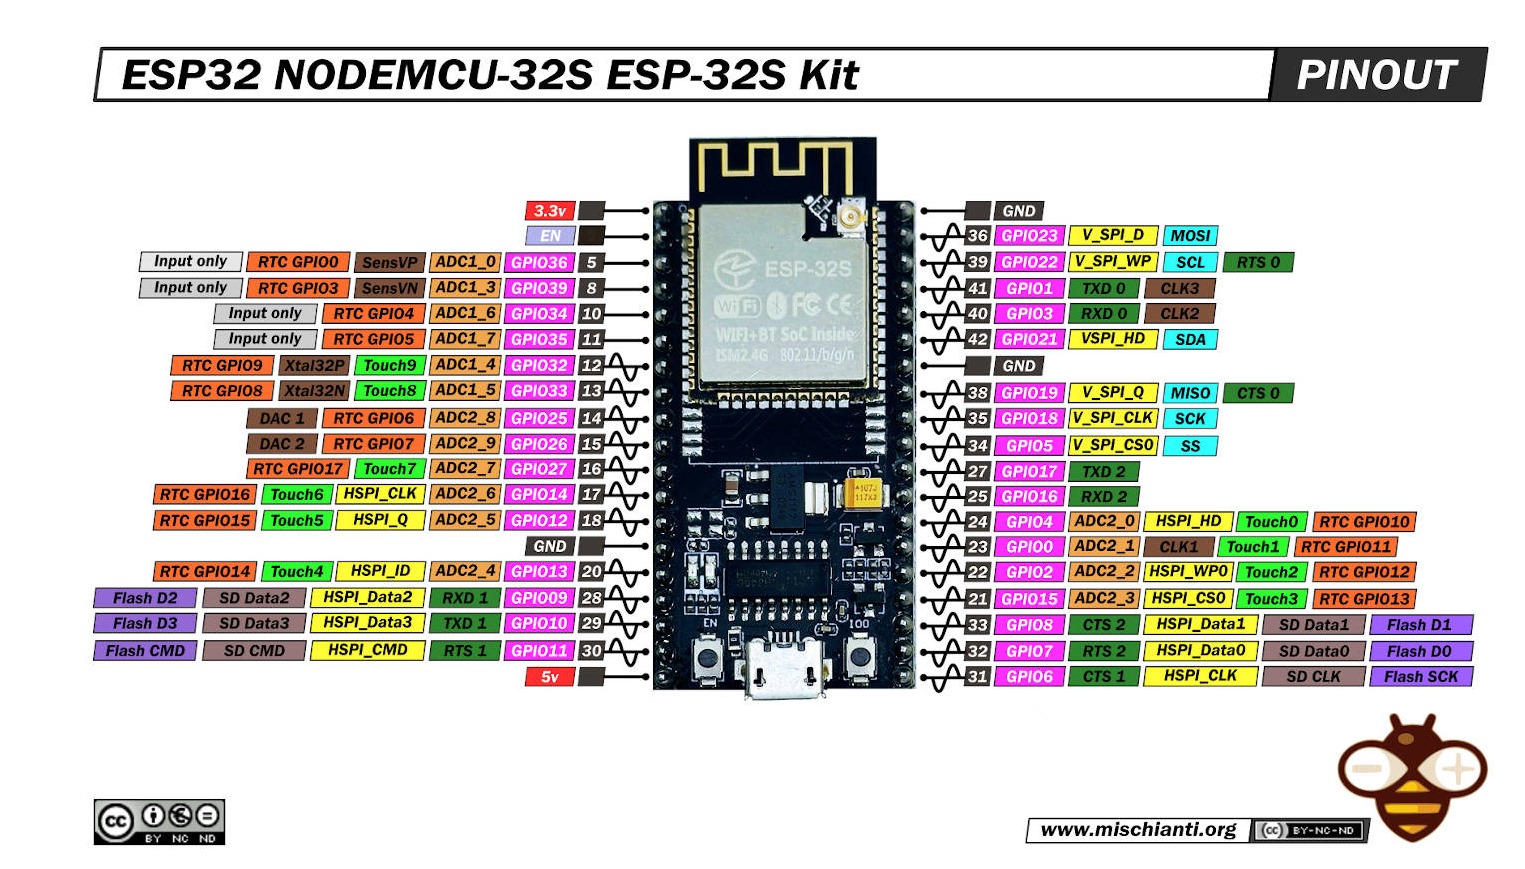 ESP32 NODEMCU-32S ESP-32S Kit PINOUT
3.3v GND
EN 36 GPIO23 V_SPI_D MOSI
Input only RTC GPIO0 SensVP ADC1_0 GPIO36 5 39 GPIO22 V_SPI_WP SCL RTS 0
Input only RTC GPIO3 SensVN ADC1_3 GPIO39 8 41 GPIO1 TXD 0 CLK3
Input only RTC GPIO4 ADC1_6 GPIO34 10 40 GPIO3 RXD 0 CLK2
Input only RTC GPIO5 ADC1_7 GPIO35 11 42 GPIO21 VSPI_HD SDA
RTC GPIO9 Xtal32P Touch9 ADC1_4 GPIO32 12 GND
RTC GPIO8 Xtal32N Touch8 ADC1_5 GPIO33 13 38 GPIO19 V_SPI_Q MISO CTS 0
DAC 1 RTC GPIO6 ADC2_8 GPIO25 14 35 GPIO18 V_SPI_CLK SCK
DAC 2 RTC GPIO7 ADC2_9 GPIO26 15 34 GPIO5 V_SPI_CS0 SS
RTC GPIO17 Touch7 ADC2_7 GPIO27 16 27 GPIO17 TXD 2
RTC GPIO16 Touch6 HSPI_CLK ADC2_6 GPIO14 17 25 GPIO16 RXD 2
RTC GPIO15 Touch5 HSPI_Q ADC2_5 GPIO12 18 24 GPIO4 ADC2_0 HSPI_HD Touch0 RTC GPIO10
GND 23 GPIO0 ADC2_1 CLK1 Touch1 RTC GPIO11
RTC GPIO14 Touch4 HSPI_ID ADC2_4 GPIO13 20 22 GPIO2 ADC2_2 HSPI_WP0 Touch2 RTC GPIO12
Flash D2 SD Data2 HSPI_Data2 RXD 1 GPIO09 28 21 GPIO15 ADC2_3 HSPI_CS0 Touch3 RTC GPIO13
Flash D3 SD Data3 HSPI_Data3 TXD 1 GPIO10 29 33 GPIO8 CTS 2 HSPI_Data1 SD Data1 Flash D1
Flash CMD SD CMD HSPI_CMD RTS 1 GPIO11 30 32 GPIO7 RTS 2 HSPI_Data0 SD Data0 Flash D0
5v 31 GPIO6 CTS 1 HSPI_CLK SD CLK Flash SCK
ESP-32S
Wi Fi FC CE
WIFI+BT SoC Inside
ISM2.4G 802.11/b/g/n
107J
117K3
EN IO0
cc BY NC ND
www.mischianti.org (cc) BY-NC-ND